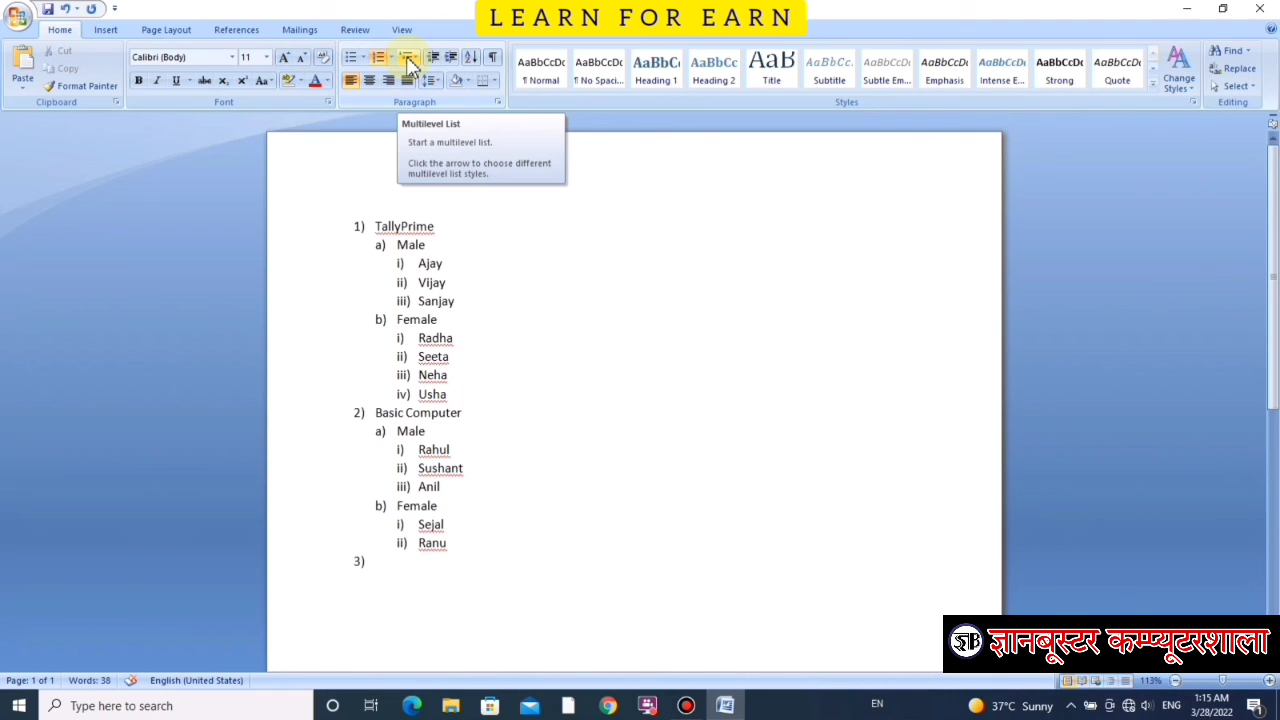 LEARN FOR EARN
Home Insert Page Layout References Mailings Review View
Paste
Cut
Copy
Format Painter
Clipboard
Calibri (Body) 11
Font
Paragraph
AaBbCcDc AaBbCcDc AaBbCc AaBbCc AaB AaBbCc. AaBbCcDc AaBbCcDc AaBbCcDc AaBbCcDc AaBbCcDc
¶ Normal ¶ No Spaci... Heading 1 Heading 2 Title Subtitle Subtle Em... Emphasis Intense E... Strong Quote
Styles
Change Styles
Find
Replace
Select
Editing
Multilevel List
Start a multilevel list.
Click the arrow to choose different
multilevel list styles.
1) TallyPrime
a) Male
i) Ajay
ii) Vijay
iii) Sanjay
b) Female
i) Radha
ii) Seeta
iii) Neha
iv) Usha
2) Basic Computer
a) Male
i) Rahul
ii) Sushant
iii) Anil
b) Female
i) Sejal
ii) Ranu
3)
ज्ञानबूस्टर कम्प्यूटरशाला
Page: 1 of 1 Words: 38 English (United States) 113%
Type here to search
EN
37°C Sunny
1:15 AM
3/28/2022